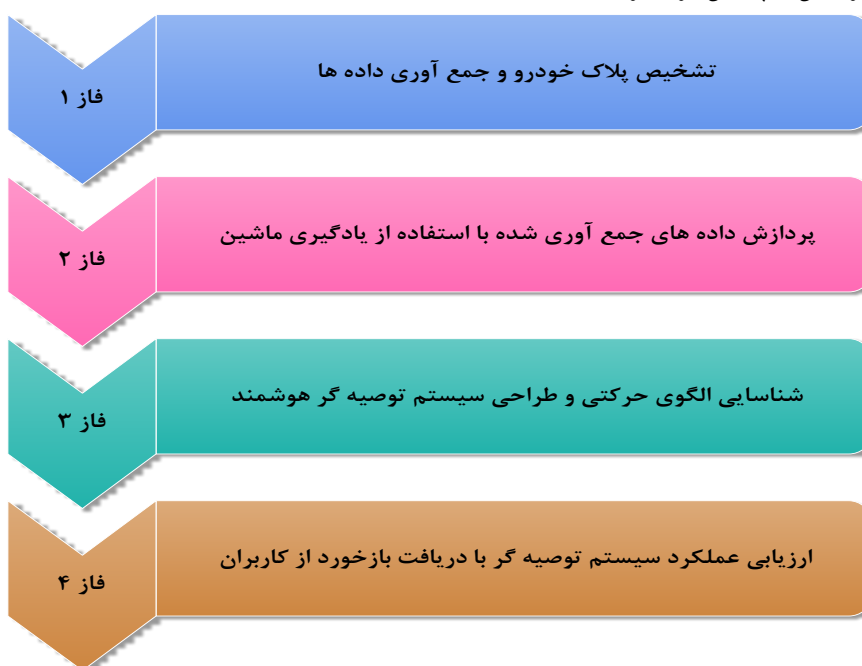 تشخیص پلاک خودرو و جمع آوری داده ها
فاز ۱
پردازش داده های جمع آوری شده با استفاده از یادگیری ماشین
فاز ۲
شناسایی الگوی حرکتی و طراحی سیستم توصیه گر هوشمند
فاز ۳
ارزیابی عملکرد سیستم توصیه گر با دریافت بازخورد از کاربران
فاز ۴